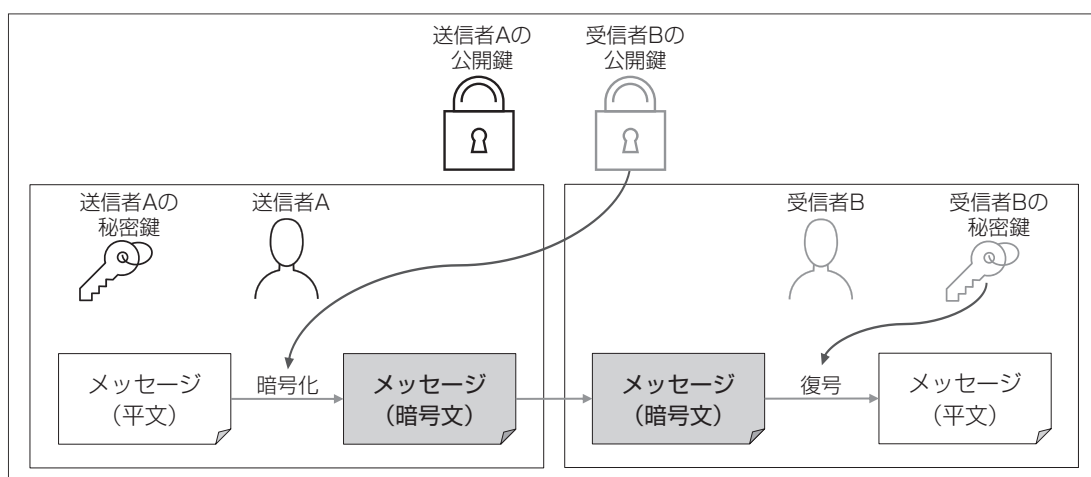 送信者Aの
公開鍵
受信者Bの
公開鍵
送信者Aの
秘密鍵
送信者A
受信者B
受信者Bの
秘密鍵
メッセージ
（平文）
暗号化
メッセージ
（暗号文）
メッセージ
（暗号文）
復号
メッセージ
（平文）